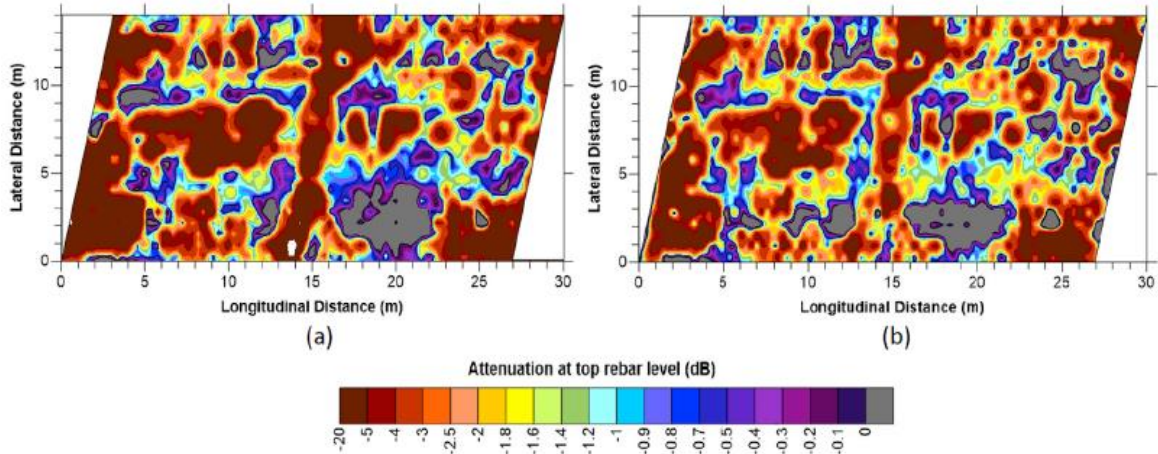 Lateral Distance (m)
10
5
0
0 5 10 15 20 25 30
Longitudinal Distance (m)
(a)
Lateral Distance (m)
10
5
0
0 5 10 15 20 25 30
Longitudinal Distance (m)
(b)
Attenuation at top rebar level (dB)
-20 -5 -4 -3 -2.5 -2 -1.8 -1.6 -1.4 -1.2 -1 -0.9 -0.8 -0.7 -0.6 -0.5 -0.4 -0.3 -0.2 -0.1 0